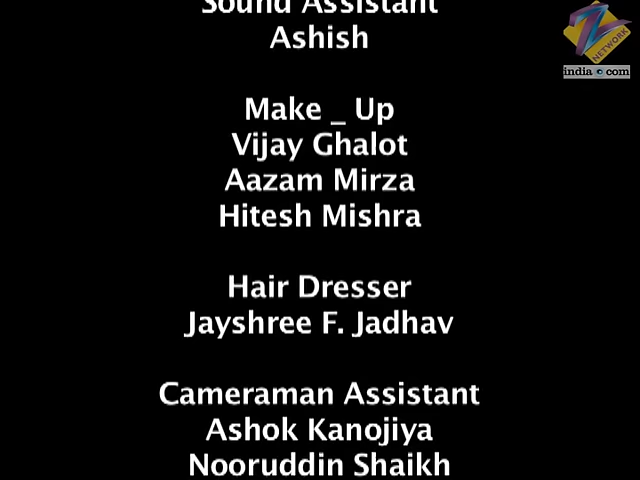 Sound Assistant
Ashish
Make _ Up
Vijay Ghalot
Aazam Mirza
Hitesh Mishra
Hair Dresser
Jayshree F. Jadhav
Cameraman Assistant
Ashok Kanojiya
Nooruddin Shaikh
Z
NETWORK
india com